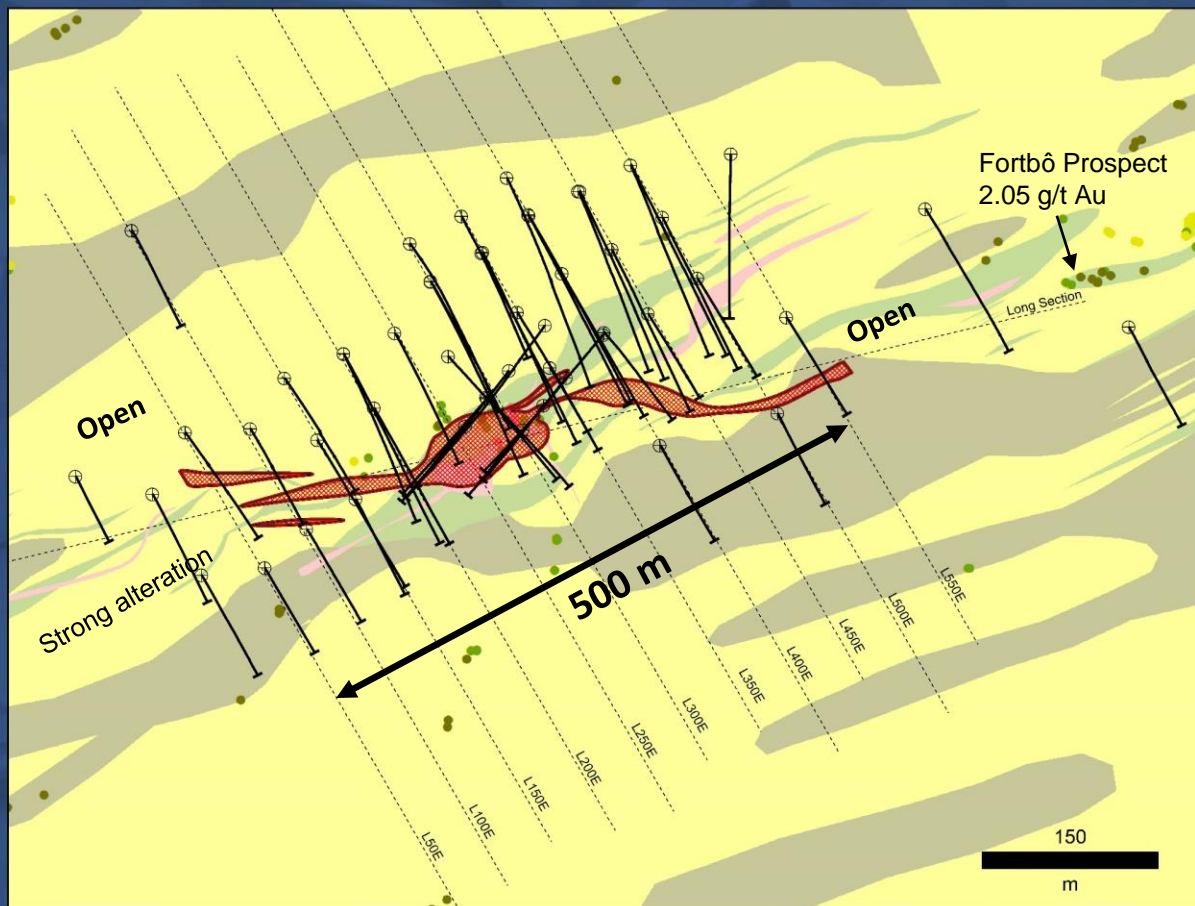 Fortbô Prospect
2.05 g/t Au
Long Section
Open
Open
Strong alteration
500 m
L550E
L500E
L450E
L400E
L350E
L300E
L250E
L200E
L150E
L100E
L50E
150
m